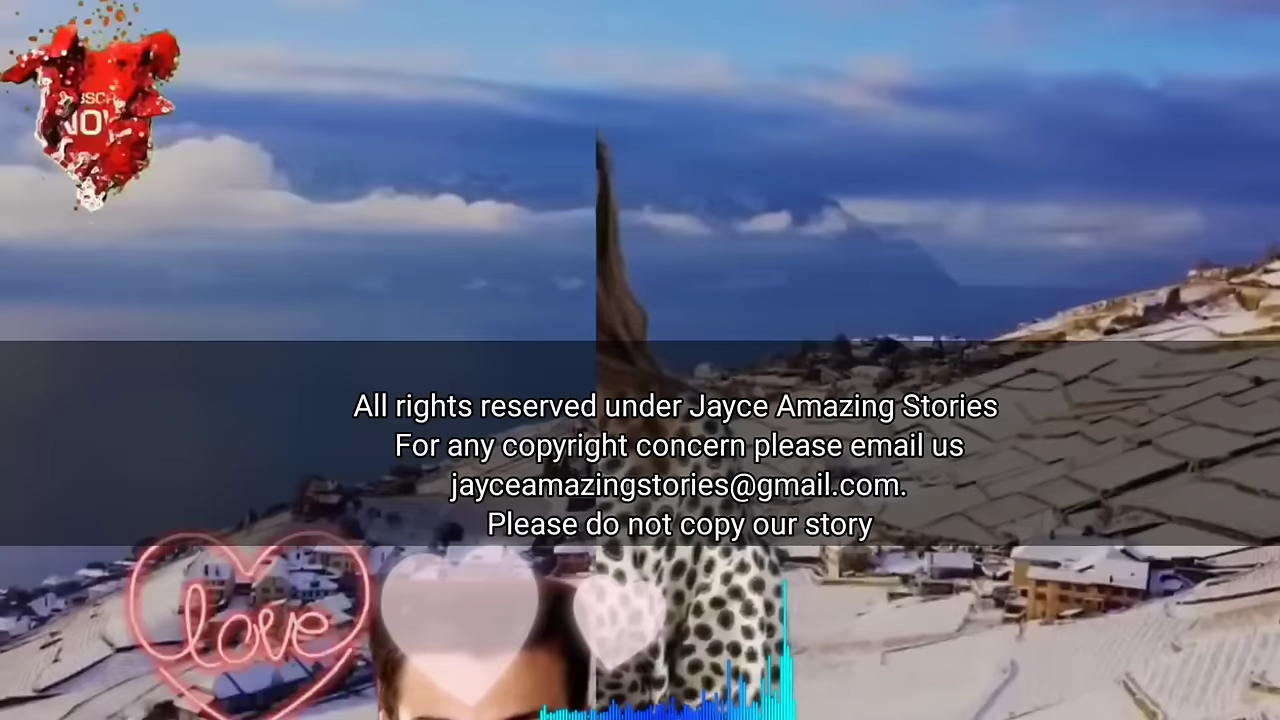 All rights reserved under Jayce Amazing Stories
For any copyright concern please email us
jayceamazingstories@gmail.com.
Please do not copy our story
love